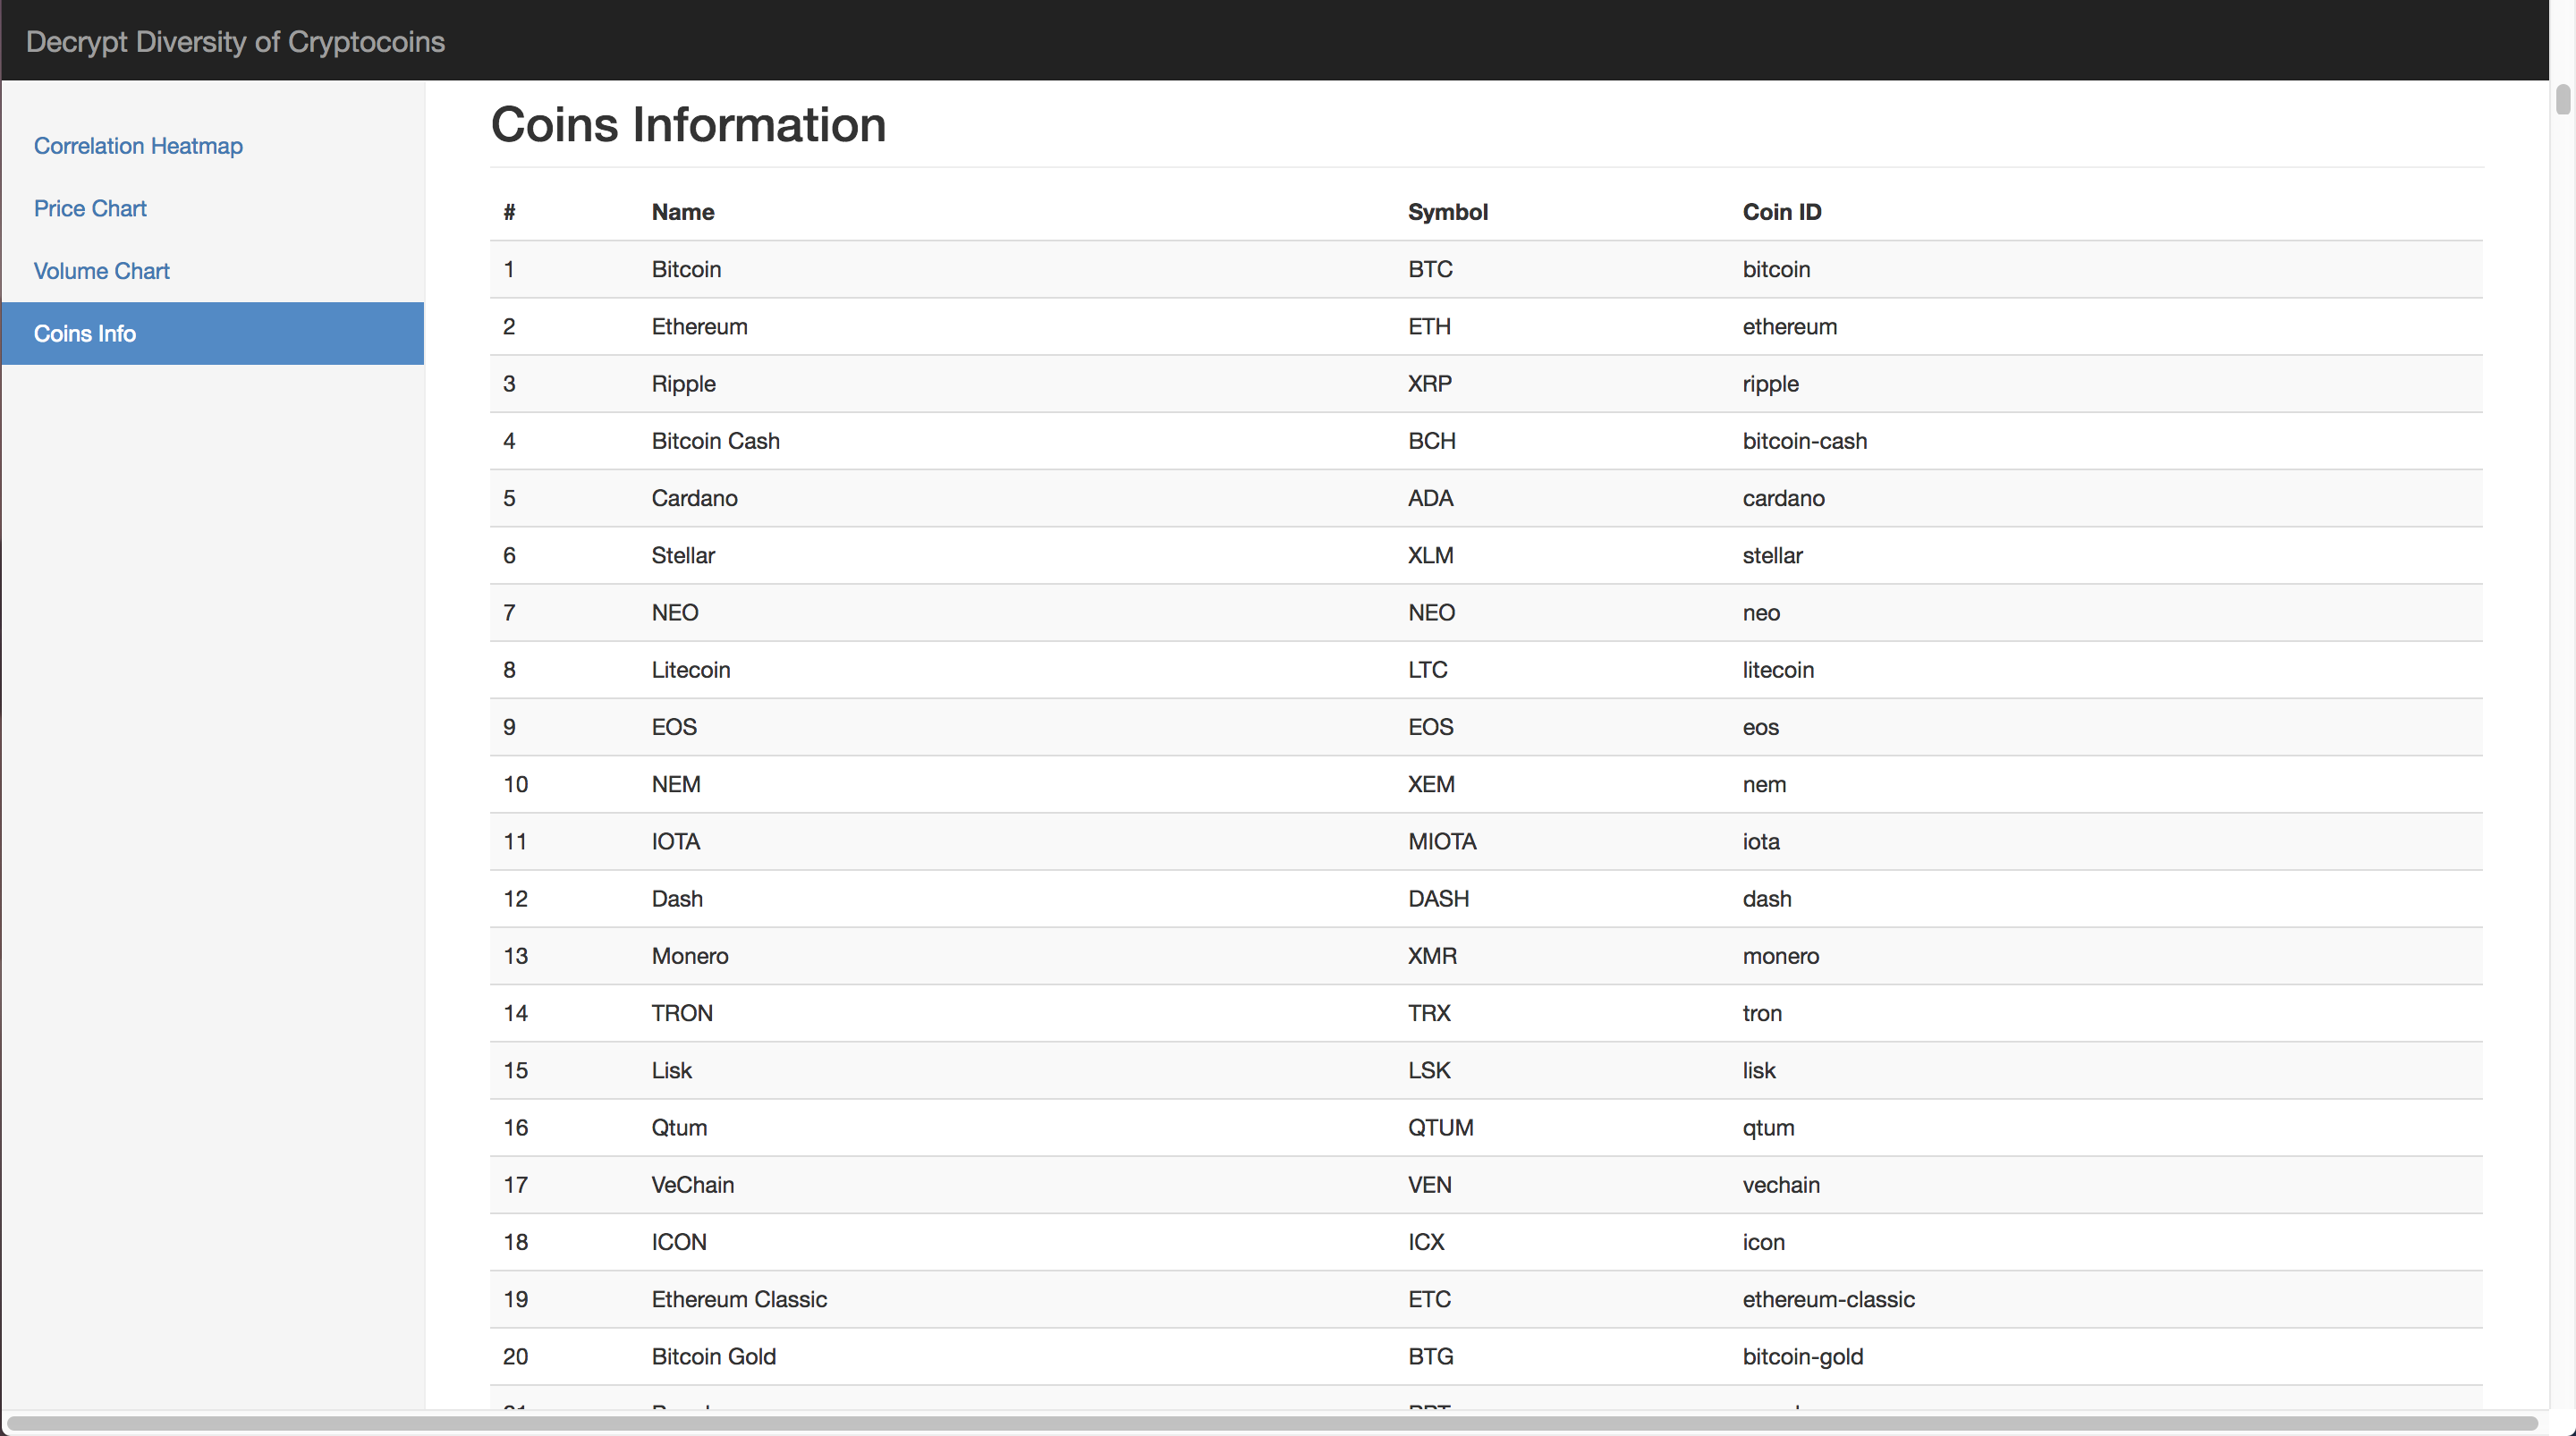 Decrypt Diversity of Cryptocoins
Correlation Heatmap
Price Chart
Volume Chart
Coins Info
Coins Information
# Name Symbol Coin ID
1 Bitcoin BTC bitcoin
2 Ethereum ETH ethereum
3 Ripple XRP ripple
4 Bitcoin Cash BCH bitcoin-cash
5 Cardano ADA cardano
6 Stellar XLM stellar
7 NEO NEO neo
8 Litecoin LTC litecoin
9 EOS EOS eos
10 NEM XEM nem
11 IOTA MIOTA iota
12 Dash DASH dash
13 Monero XMR monero
14 TRON TRX tron
15 Lisk LSK lisk
16 Qtum QTUM qtum
17 VeChain VEN vechain
18 ICON ICX icon
19 Ethereum Classic ETC ethereum-classic
20 Bitcoin Gold BTG bitcoin-gold